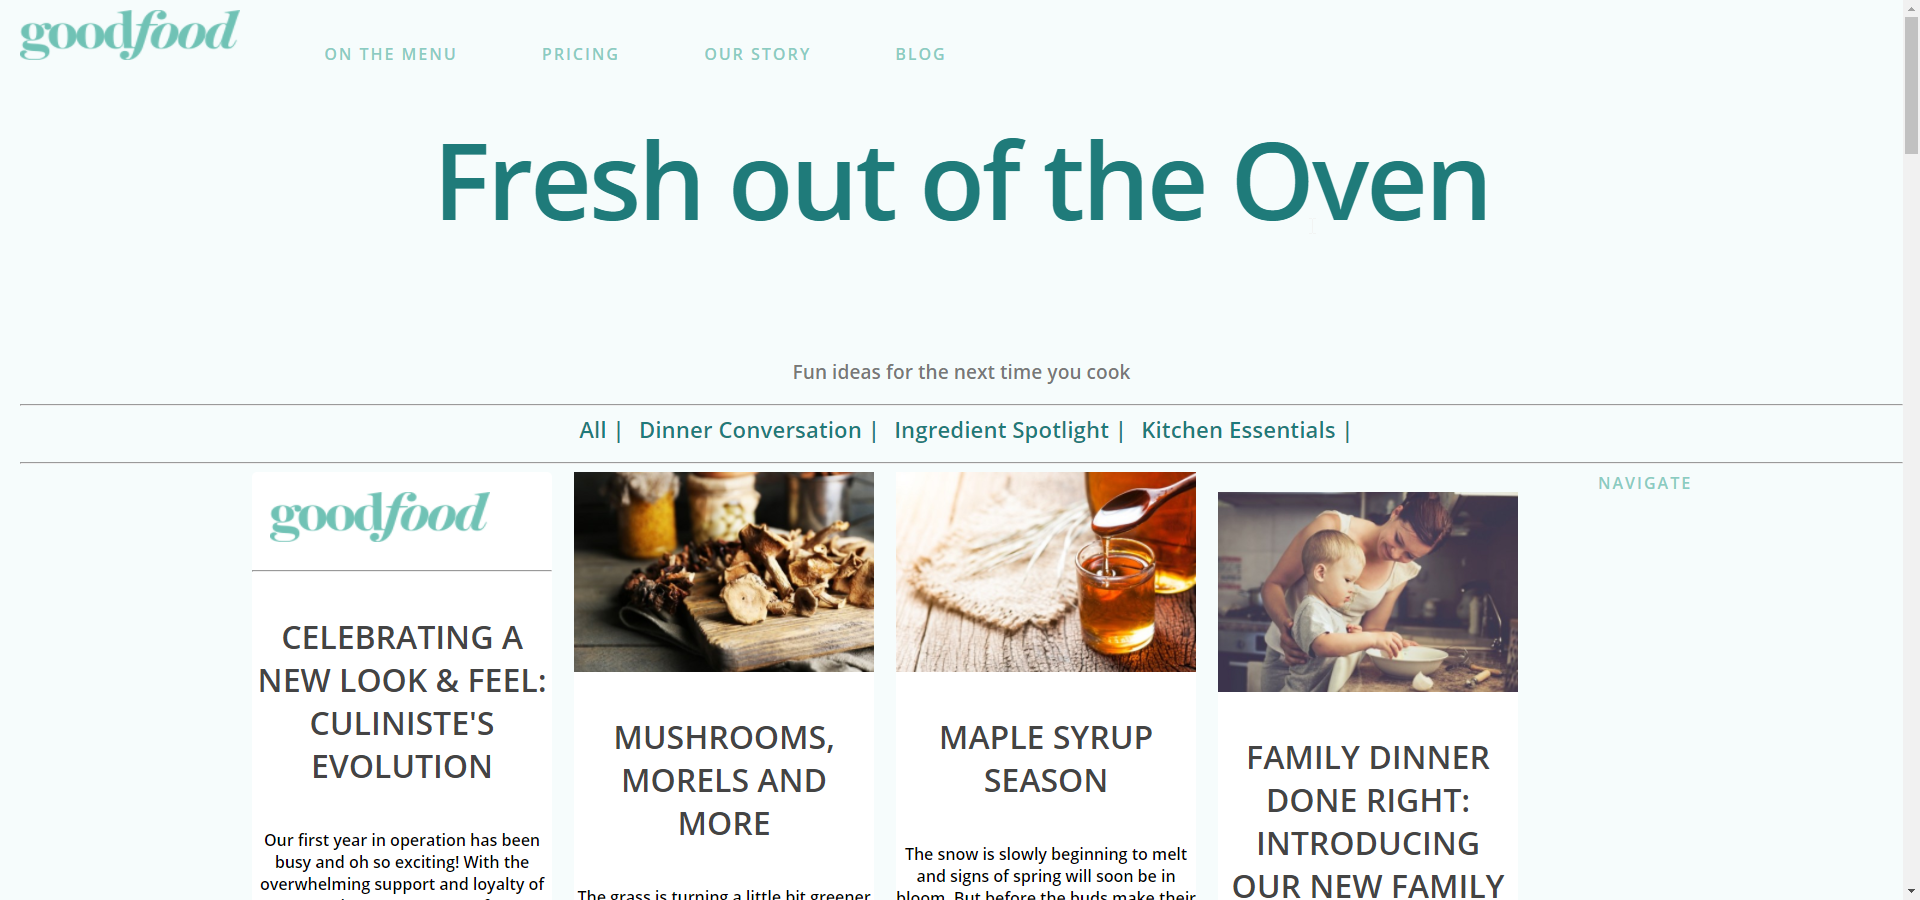 goodfood
ON THE MENU
PRICING
OUR STORY
BLOG
Fresh out of the Oven
Fun ideas for the next time you cook
All | Dinner Conversation | Ingredient Spotlight | Kitchen Essentials |
goodfood
CELEBRATING A
NEW LOOK & FEEL:
CULINISTE'S
EVOLUTION
Our first year in operation has been
busy and oh so exciting! With the
overwhelming support and loyalty of
MUSHROOMS,
MORELS AND
MORE
The grass is turning a little bit greener
MAPLE SYRUP
SEASON
The snow is slowly beginning to melt
and signs of spring will soon be in
bloom. But before the buds make their
FAMILY DINNER
DONE RIGHT:
INTRODUCING
OUR NEW FAMILY
NAVIGATE